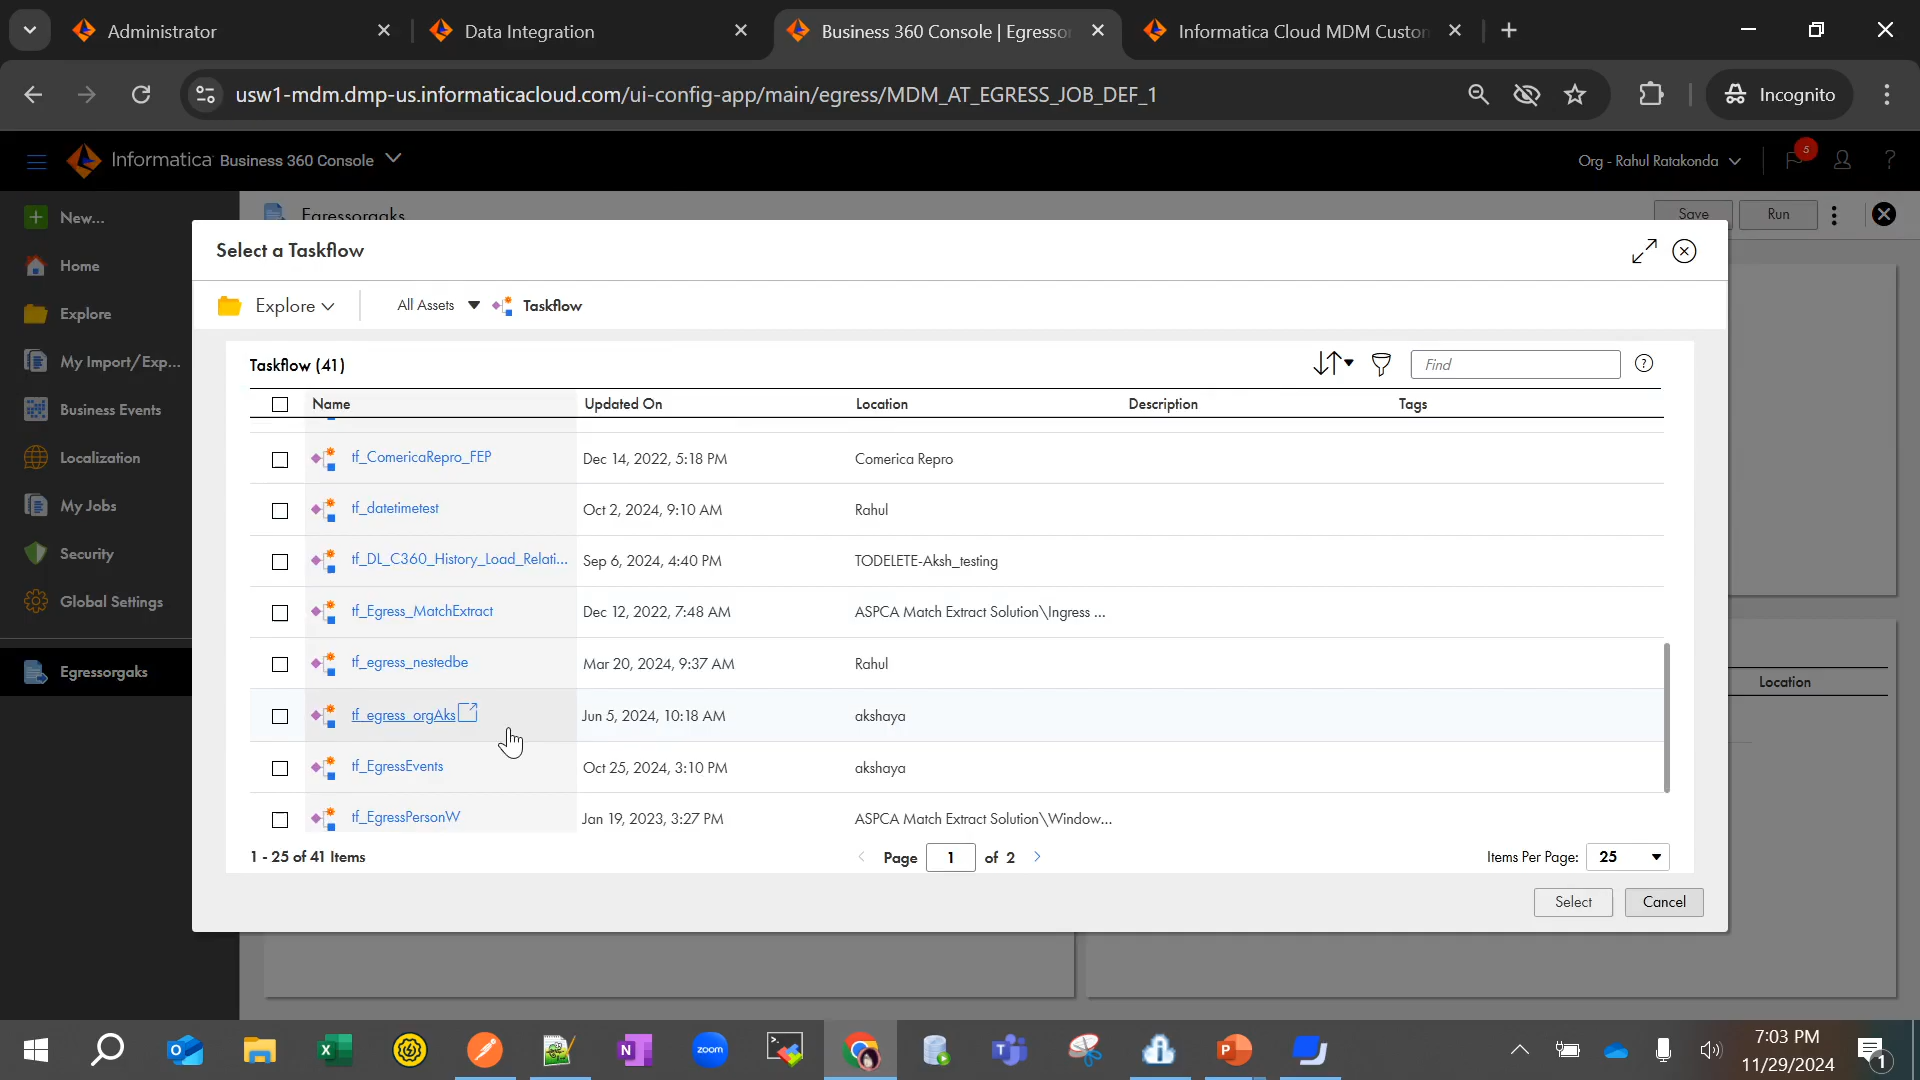 Administrator
Data Integration
Business 360 Console | Egressor
Informatica Cloud MDM Custon
usw1-mdm.dmp-us.informaticacloud.com/ui-config-app/main/egress/MDM_AT_EGRESS_JOB_DEF_1
Incognito
Informatica Business 360 Console
Org - Rahul Ratakonda
5
?
New...
Home
Explore
My Import/Exp...
Business Events
Localization
My Jobs
Security
Global Settings
Egressorgaks
Egressorgaks
Save
Run
Select a Taskflow
Explore
All Assets
Taskflow
Taskflow (41)
Find
?
Name
Updated On
Location
Description
Tags
tf_ComericaRepro_FEP
Dec 14, 2022, 5:18 PM
Comerica Repro
tf_datetimetest
Oct 2, 2024, 9:10 AM
Rahul
tf_DL_C360_History_Load_Relati...
Sep 6, 2024, 4:40 PM
TODELETE-Aksh_testing
tf_Egress_MatchExtract
Dec 12, 2022, 7:48 AM
ASPCA Match Extract Solution\Ingress ...
tf_egress_nestedbe
Mar 20, 2024, 9:37 AM
Rahul
tf_egress_orgAks
Jun 5, 2024, 10:18 AM
akshaya
tf_EgressEvents
Oct 25, 2024, 3:10 PM
akshaya
tf_EgressPersonW
Jan 19, 2023, 3:27 PM
ASPCA Match Extract Solution\Window...
1 - 25 of 41 Items
Page 1 of 2
Items Per Page: 25
Select
Cancel
Location
zoom
7:03 PM
11/29/2024
1